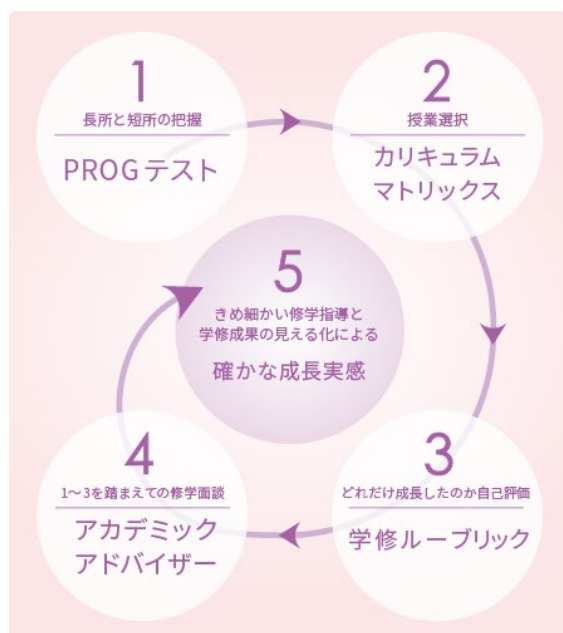 1
長所と短所の把握
PROGテスト
2
授業選択
カリキュラム
マトリックス
3
どれだけ成長したのか自己評価
学修ルーブリック
4
1〜3を踏まえての修学面談
アカデミック
アドバイザー
5
きめ細かい修学指導と
学修成果の見える化による
確かな成長実感